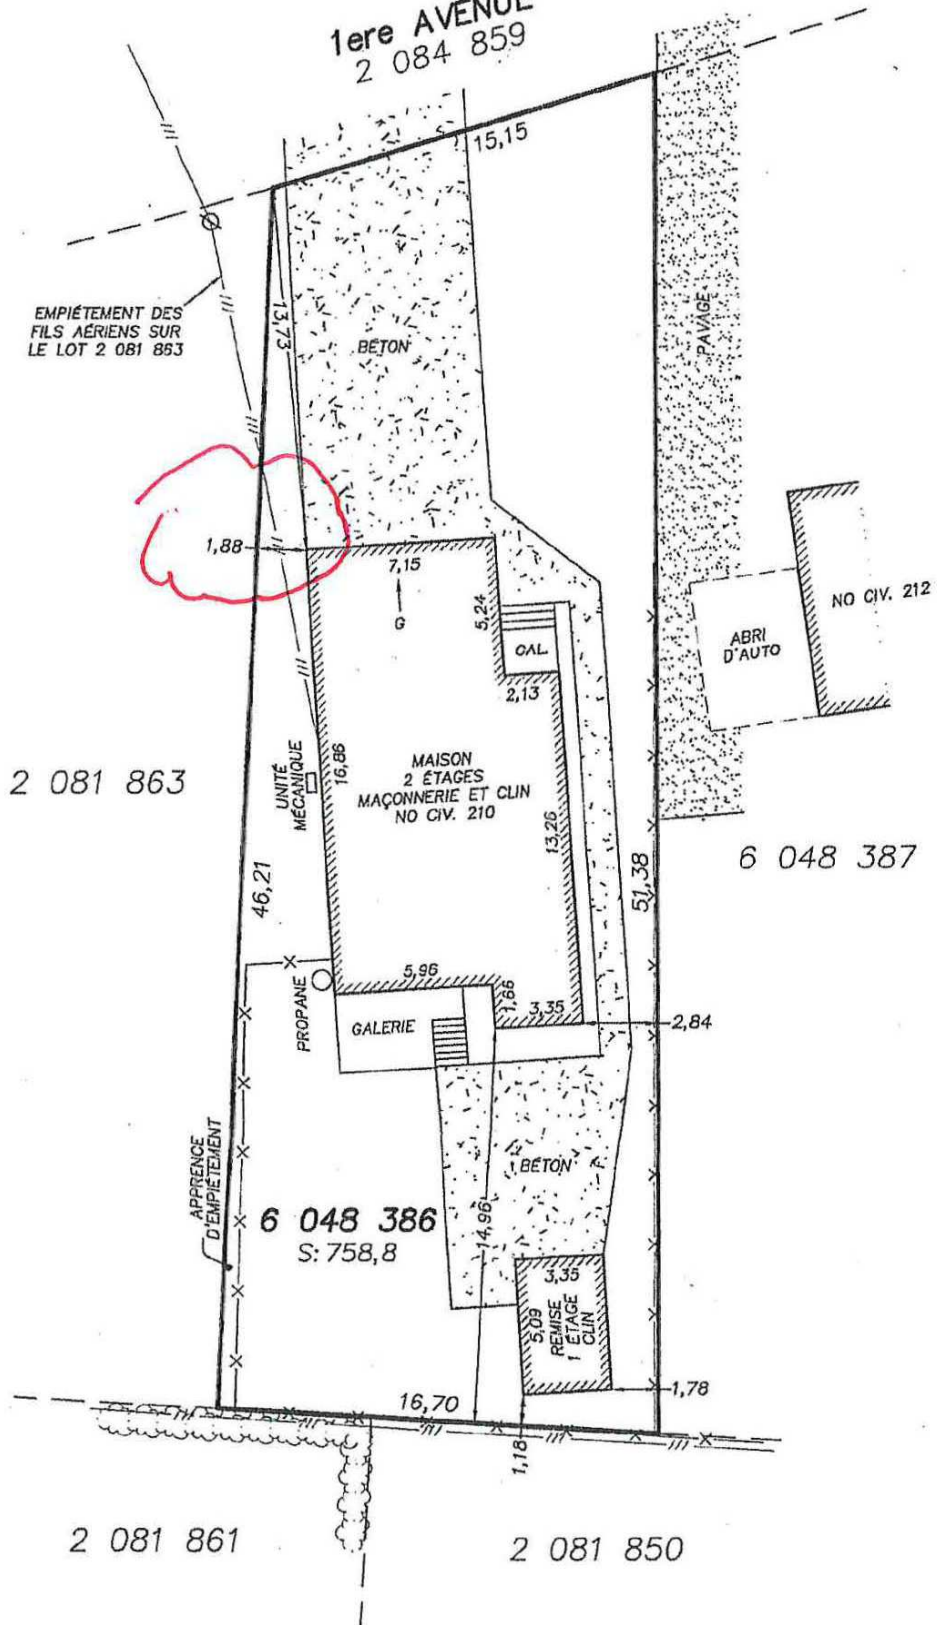 1ere AVENUE
2 084 859
15,15
EMPIÉTEMENT DES
FILS AÉRIENS SUR
LE LOT 2 081 863
13,73
BÉTON
PAVAGE
1,88
7,15
G
5,24
GAL.
2,13
ABRI
D'AUTO
NO CIV. 212
2 081 863
UNITÉ
MÉCANIQUE
16,86
MAISON
2 ÉTAGES
MAÇONNERIE ET CLIN
NO CIV. 210
13,26
6 048 387
46,21
51,38
5,96
1,66
3,35
2,84
PROPANE
GALERIE
APPRENCE
D'EMPIÉTEMENT
BÉTON
6 048 386
S: 758,8
14,96
3,35
5,09
REMISE
1 ÉTAGE
CLIN
1,78
16,70
1,18
2 081 861
2 081 850